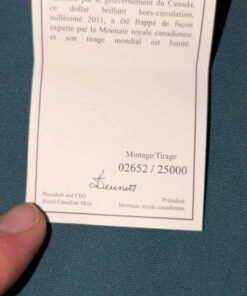 par le gouvernement du Canada,
ce dollar brillant hors-circulation,
millésimé 2011, a été frappé de façon
experte par la Monnaie royale canadienne
et son tirage mondial est limité.
Mintage/Tirage
02652 / 25000
President and CEO
Royal Canadian Mint
Président
Monnaie royale canadienne